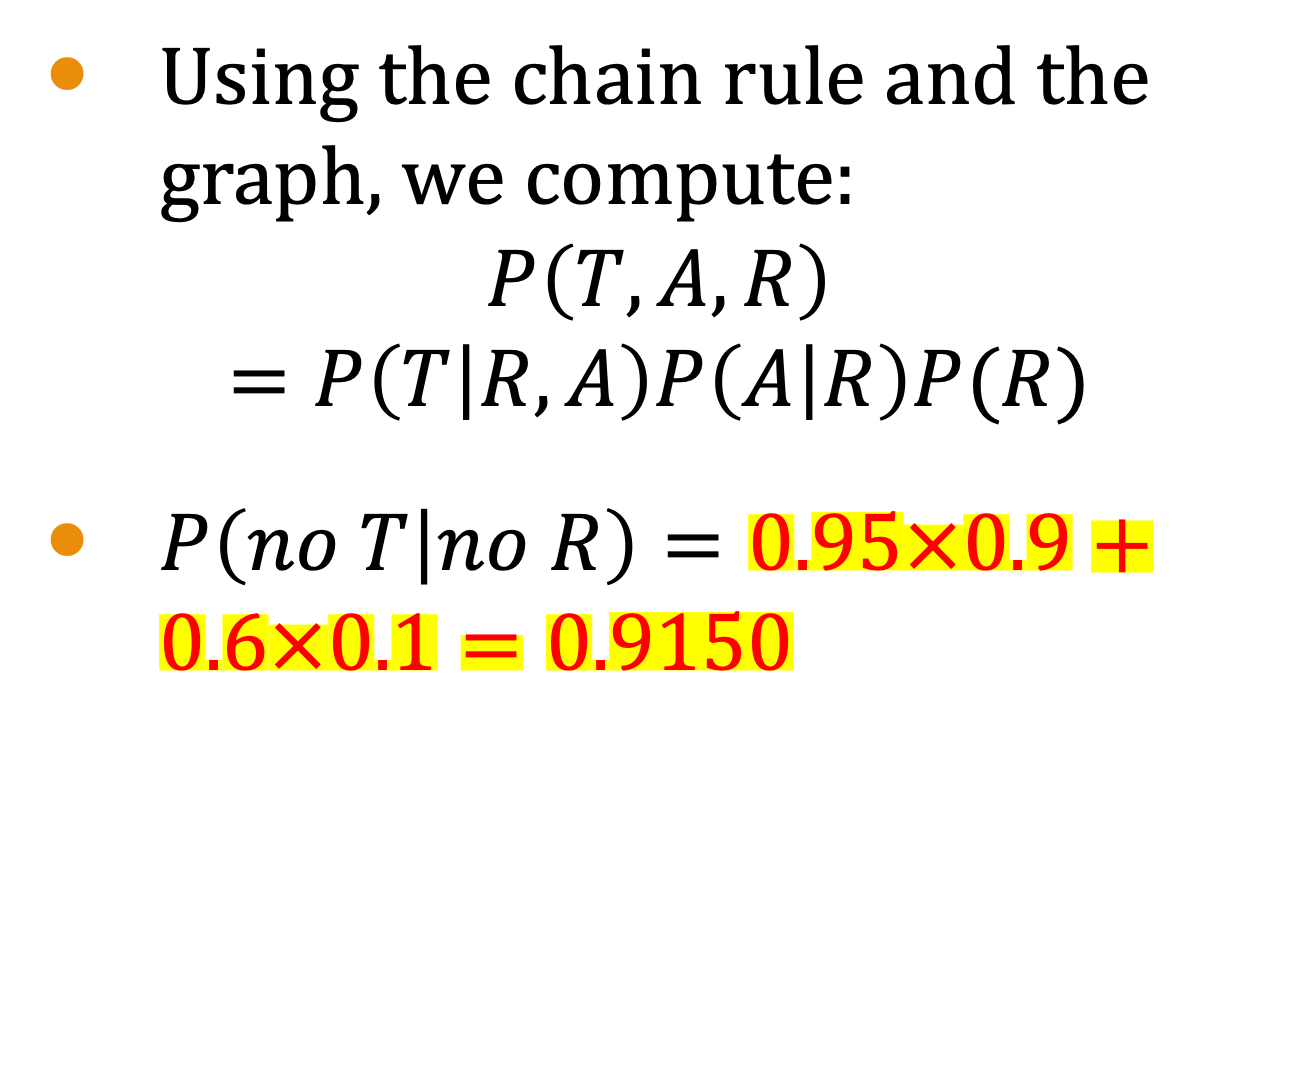 • Using the chain rule and the
graph, we compute:
P(T, A, R)
= P(T|R, A)P(A|R)P(R)
• P(no T|no R) = 0.95×0.9 +
0.6×0.1 = 0.9150